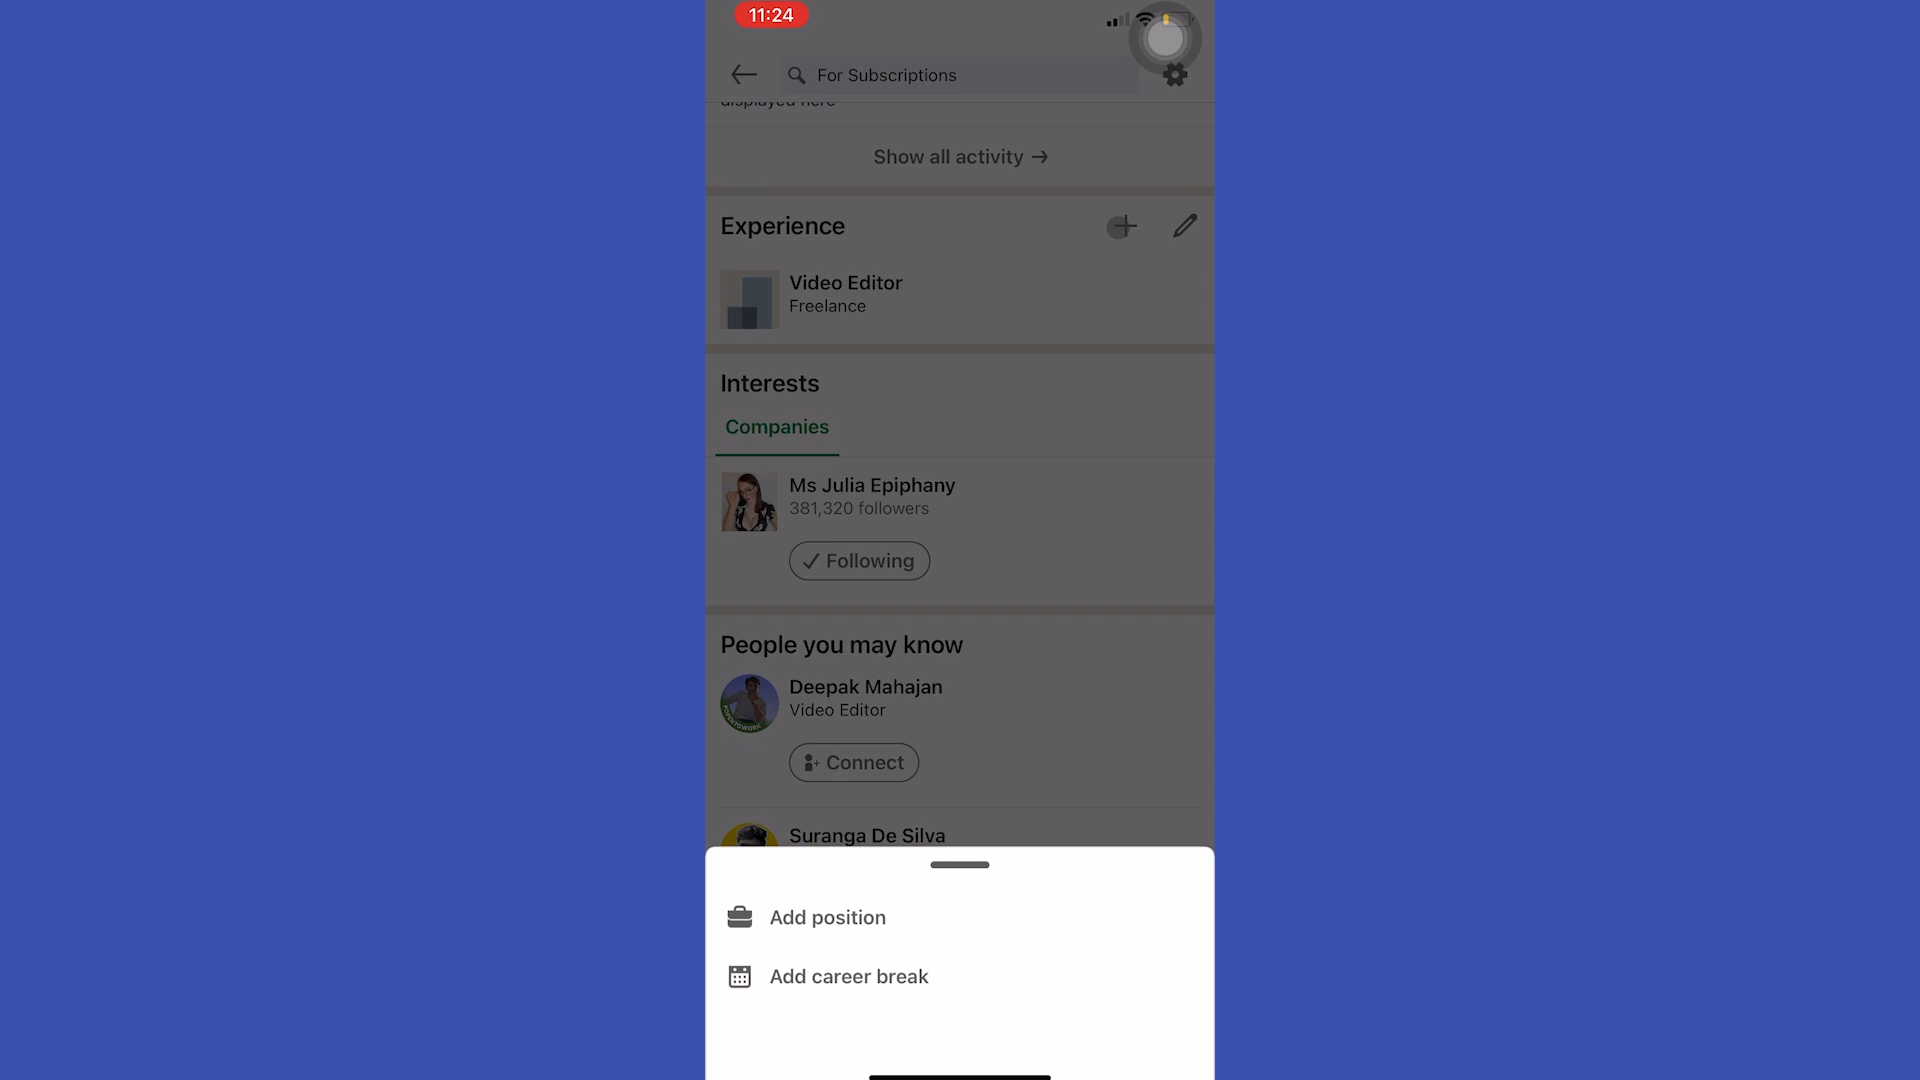 11:24
For Subscriptions
displayed here
Show all activity →
Experience
Video Editor
Freelance
Interests
Companies
Ms Julia Epiphany
381,320 followers
Following
People you may know
Deepak Mahajan
Video Editor
#OPENTOWORK
Connect
Suranga De Silva
Add position
Add career break